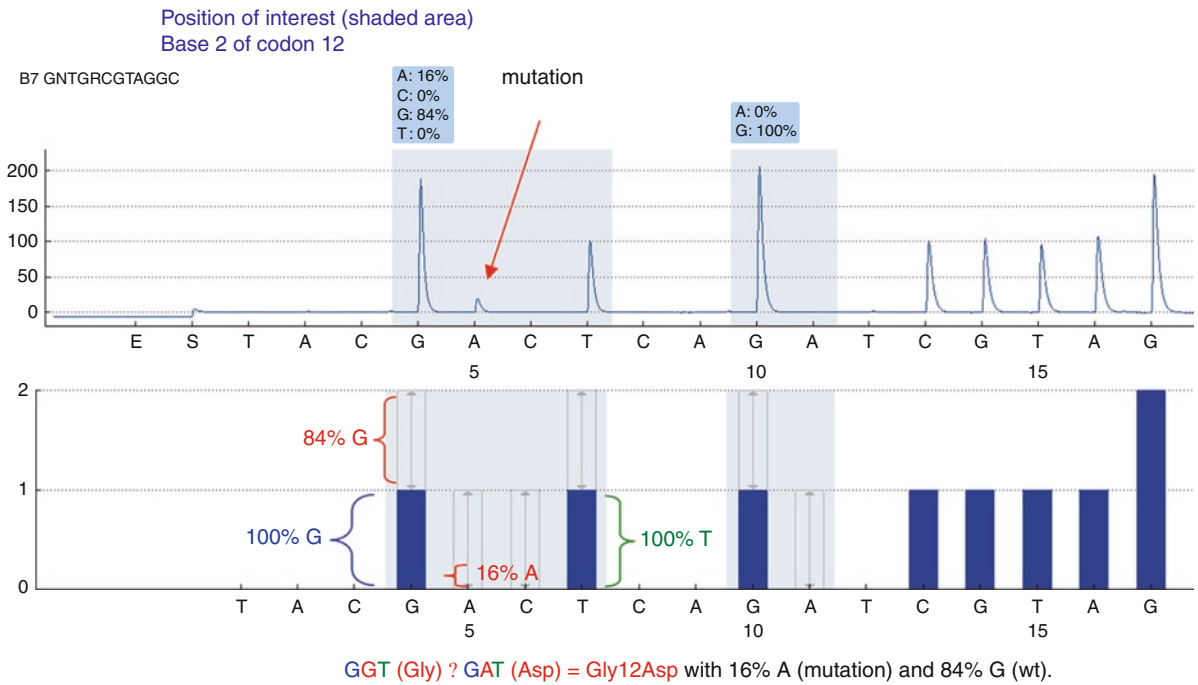 Position of interest (shaded area)
Base 2 of codon 12
B7 GNTGRCGTAGGC
A: 16%
C: 0%
G: 84%
T: 0%
mutation
A: 0%
G: 100%
200
150
100
50
0
E S T A C G A C T C A G A T C G T A G
5 10 15
2
84% G
1
100% G
16% A
100% T
0
T A C G A C T C A G A T C G T A G
5 10 15
GGT (Gly) ? GAT (Asp) = Gly12Asp with 16% A (mutation) and 84% G (wt).